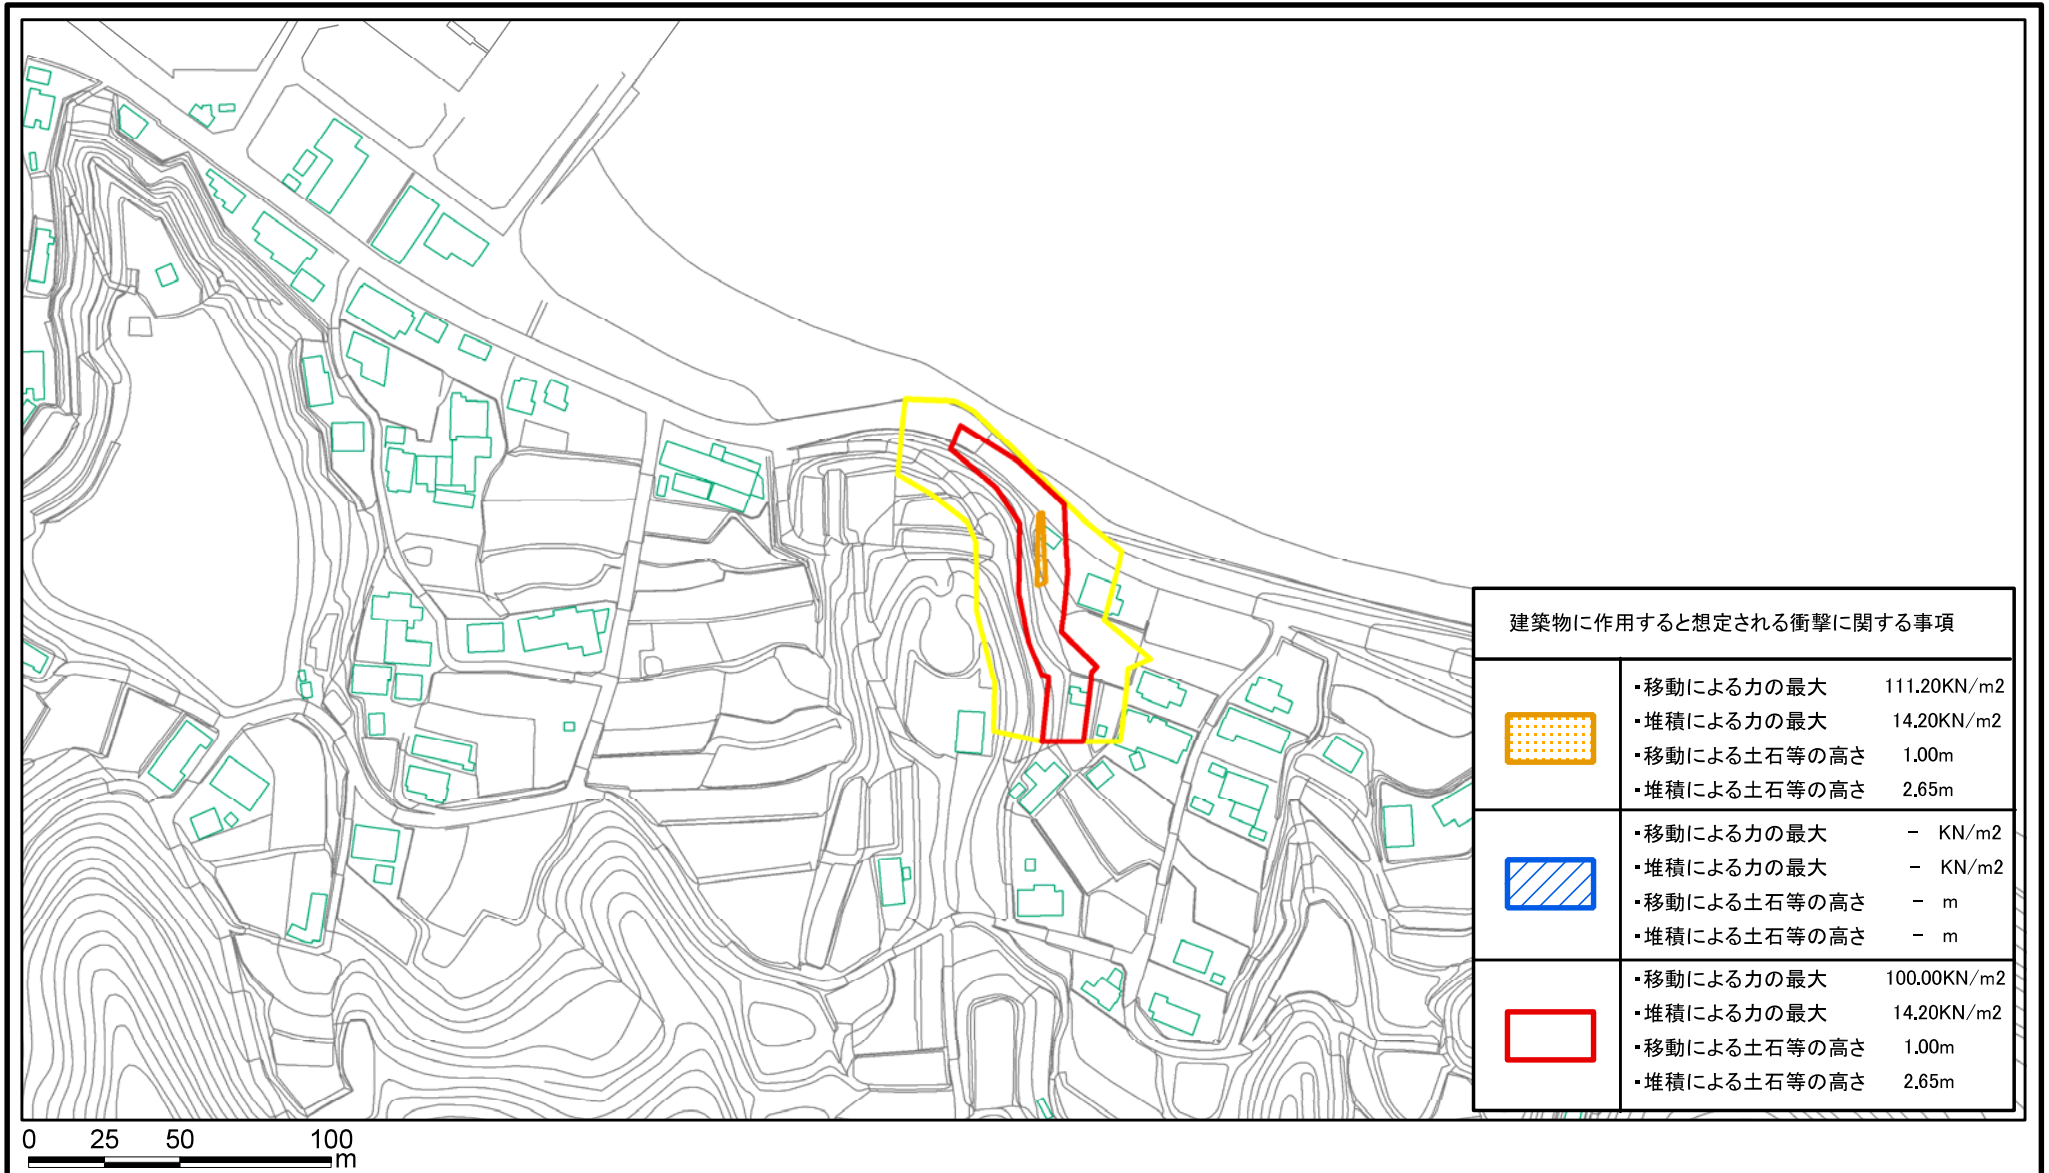 建築物に作用すると想定される衝撃に関する事項
・移動による力の最大 111.20KN/m2
・堆積による力の最大 14.20KN/m2
・移動による土石等の高さ 1.00m
・堆積による土石等の高さ 2.65m
・移動による力の最大 - KN/m2
・堆積による力の最大 - KN/m2
・移動による土石等の高さ - m
・堆積による土石等の高さ - m
・移動による力の最大 100.00KN/m2
・堆積による力の最大 14.20KN/m2
・移動による土石等の高さ 1.00m
・堆積による土石等の高さ 2.65m
0 25 50 100
m